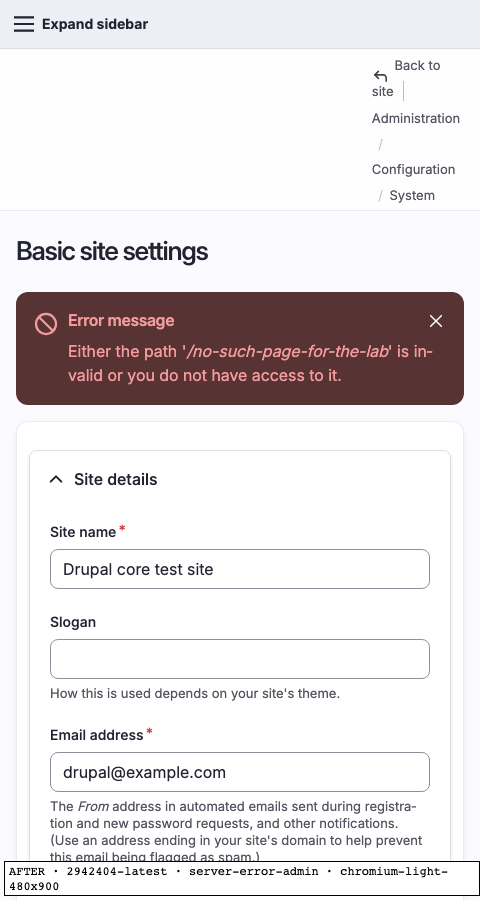 Expand sidebar
Back to
site
Administration
/
Configuration
/ System
Basic site settings
Error message
Either the path '/no-such-page-for-the-lab' is in-
valid or you do not have access to it.
Site details
Site name*
Drupal core test site
Slogan
How this is used depends on your site's theme.
Email address*
drupal@example.com
The From address in automated emails sent during registra-
tion and new password requests, and other notifications.
(Use an address ending in your site's domain to help prevent
this email being flagged as spam.)
AFTER · 2942404-latest · server-error-admin · chromium-light-
480x900